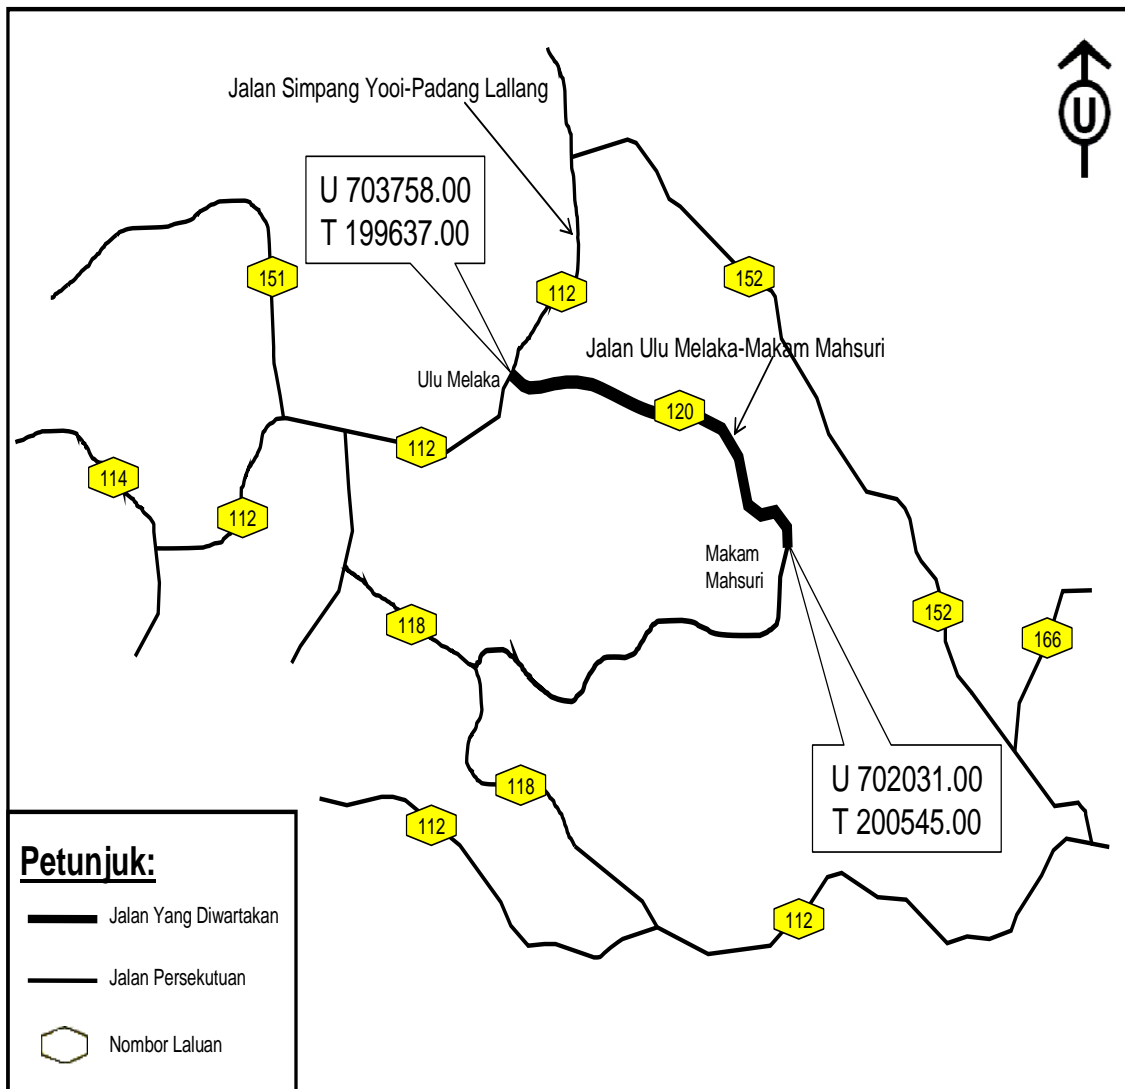 Jalan Simpang Yooi-Padang Lallang
U
U 703758.00
T 199637.00
151
112
152
Jalan Ulu Melaka-Makam Mahsuri
Ulu Melaka
120
112
114
112
Makam
Mahsuri
118
152
166
U 702031.00
T 200545.00
118
112
112
Petunjuk:
Jalan Yang Diwartakan
Jalan Persekutuan
Nombor Laluan